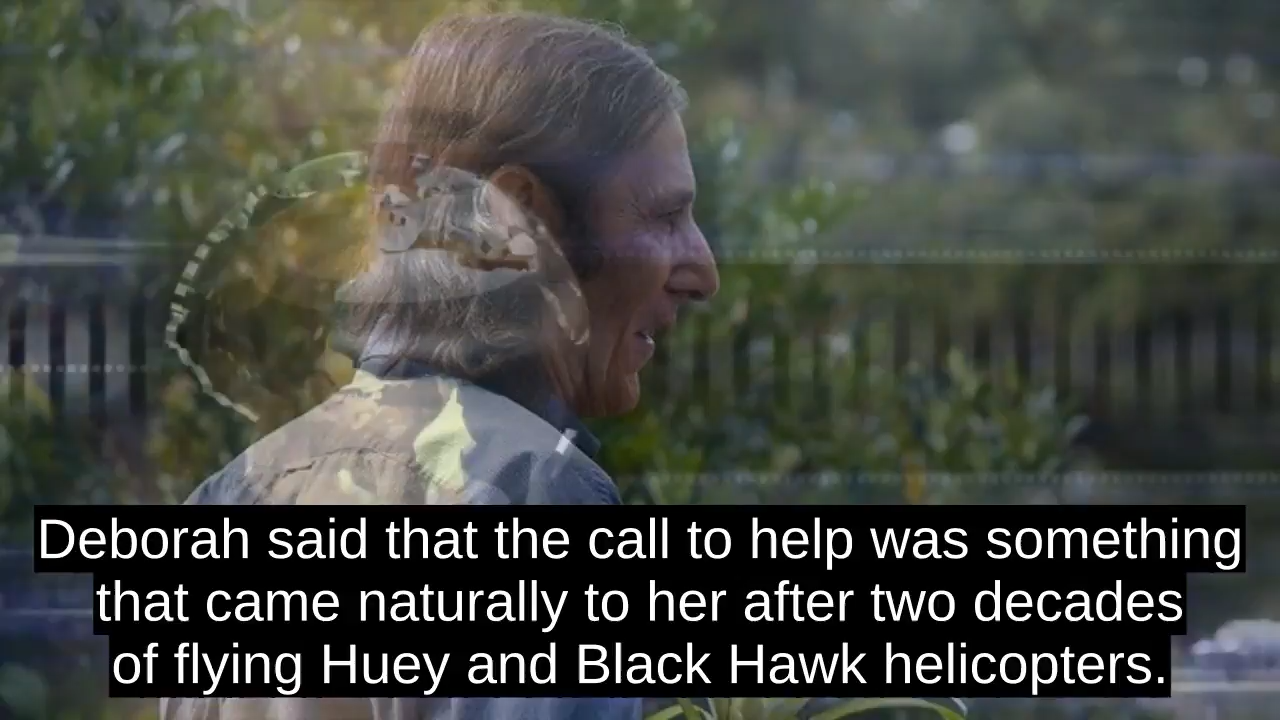 Deborah said that the call to help was something
that came naturally to her after two decades
of flying Huey and Black Hawk helicopters.